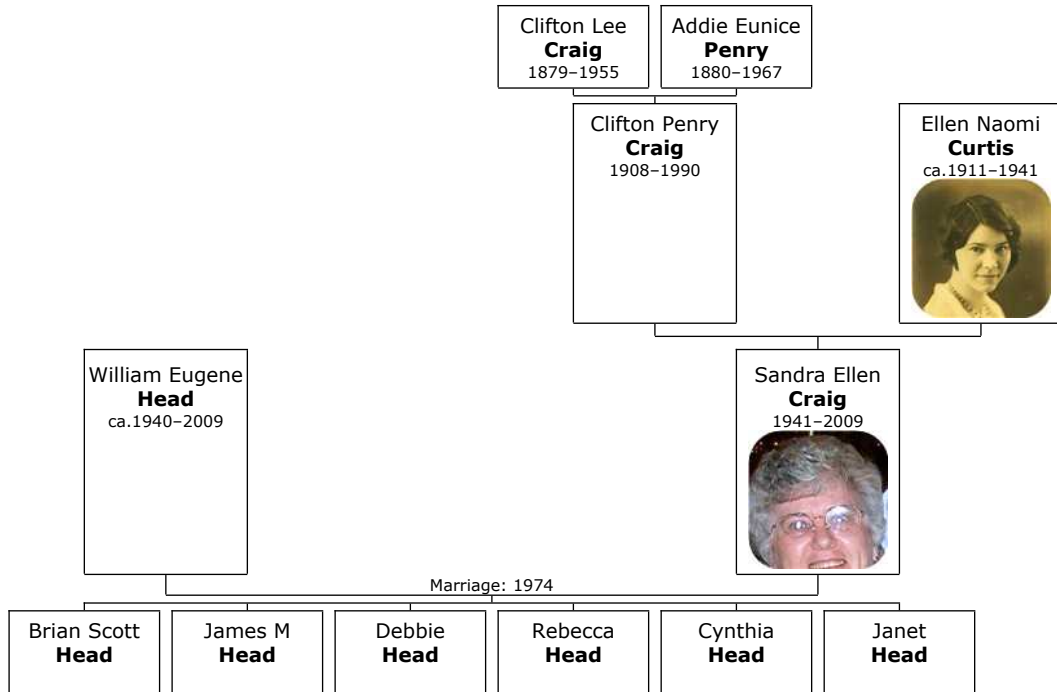 Clifton Lee
Craig
1879–1955
Addie Eunice
Penry
1880–1967
Clifton Penry
Craig
1908–1990
Ellen Naomi
Curtis
ca.1911–1941
William Eugene
Head
ca.1940–2009
Sandra Ellen
Craig
1941–2009
Marriage: 1974
Brian Scott
Head
James M
Head
Debbie
Head
Rebecca
Head
Cynthia
Head
Janet
Head